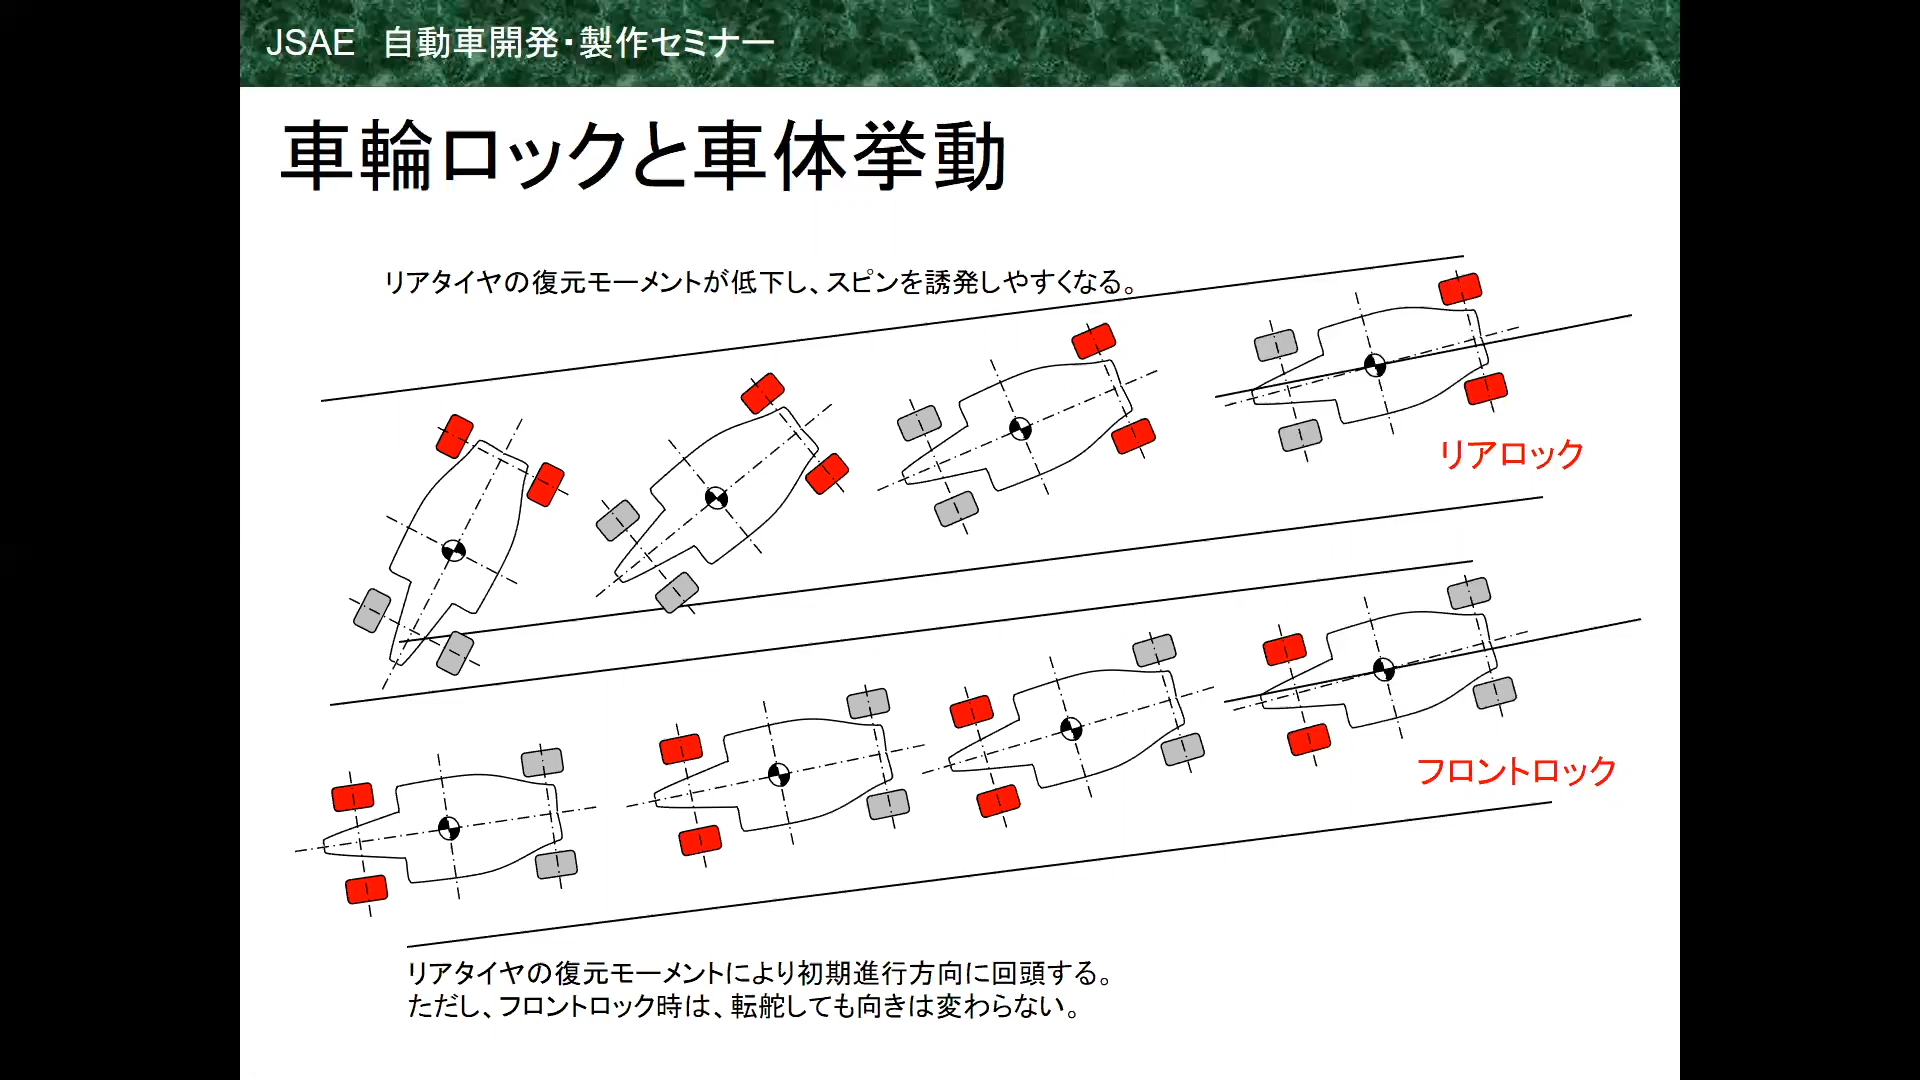 JSAE 自動車開発・製作セミナー
車輪ロックと車体挙動
リアタイヤの復元モーメントが低下し、スピンを誘発しやすくなる。
リアロック
フロントロック
リアタイヤの復元モーメントにより初期進行方向に回頭する。
ただし、フロントロック時は、転舵しても向きは変わらない。